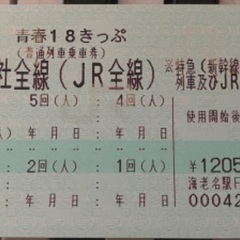 青春18きっぷ
(普通列車乗車券)
社全線(JR全線) ※特急(新幹線
列車及びJR
5回(人) : 4回(人)
使用開始後
年 月 日 : 年 月 日
2回(人) : 1回(人)
¥1205
年 月 日 : 年 月 日
海老名駅
00042